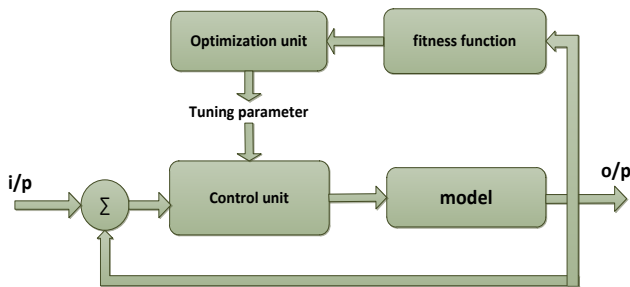 Optimization unit
fitness function
Tuning parameter
i/p
o/p
Σ
Control unit
model